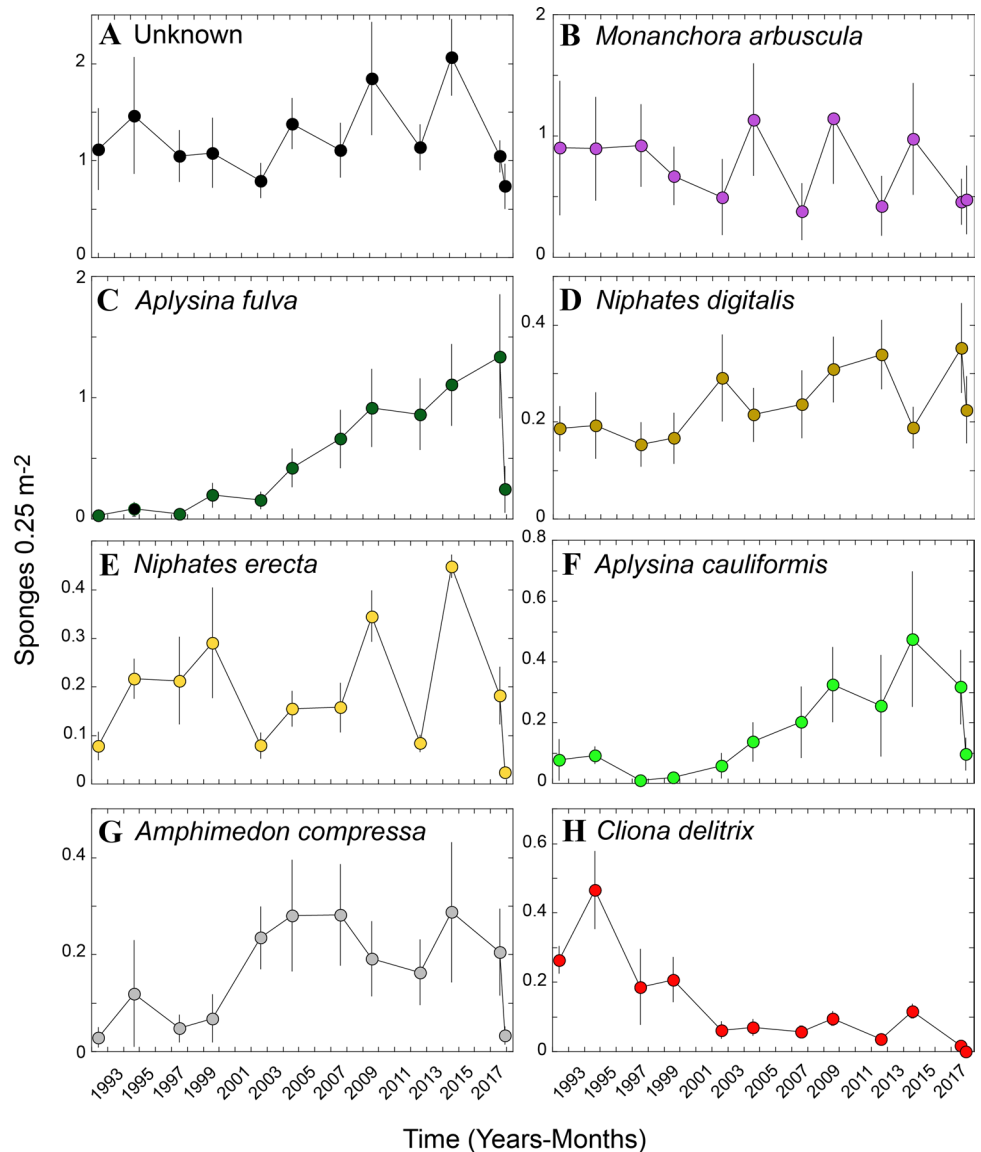 A Unknown
2
1
0
B Monanchora arbuscula
2
1
0
C Aplysina fulva
2
1
0
D Niphates digitalis
0.4
0.2
0
E Niphates erecta
0.4
0.3
0.2
0.1
0
F Aplysina cauliformis
0.8
0.6
0.4
0.2
0
G Amphimedon compressa
0.4
0.2
0
H Cliona delitrix
0.6
0.4
0.2
0
Sponges 0.25 m-2
1993 1995 1997 1999 2001 2003 2005 2007 2009 2011 2013 2015 2017
1993 1995 1997 1999 2001 2003 2005 2007 2009 2011 2013 2015 2017
Time (Years-Months)